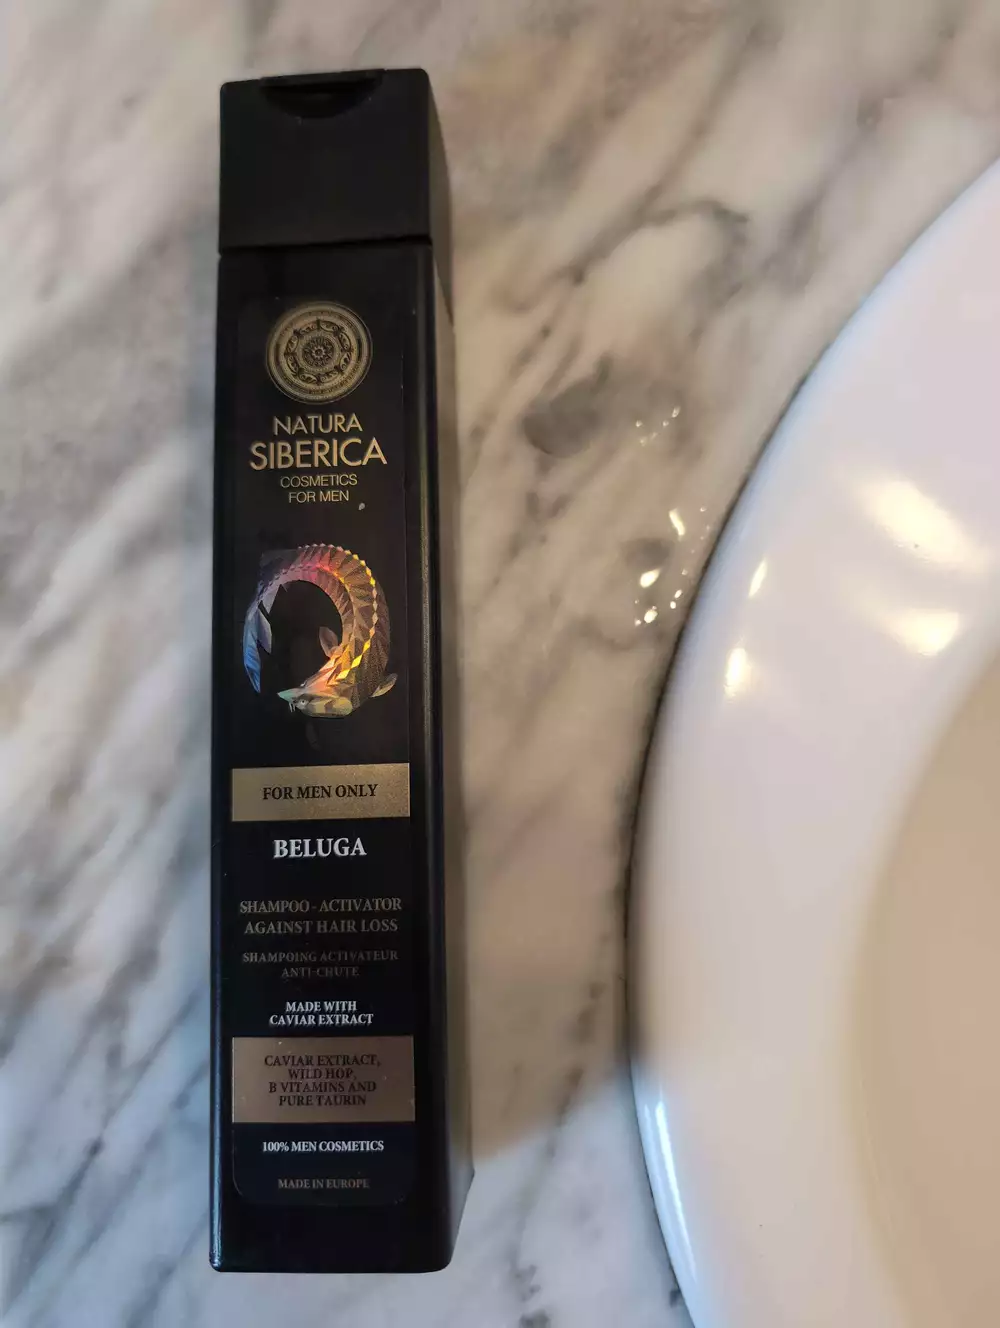 NATURA
SIBERICA
COSMETICS
FOR MEN
FOR MEN ONLY
BELUGA
SHAMPOO - ACTIVATOR
AGAINST HAIR LOSS
SHAMPOING ACTIVATEUR
ANTI-CHUTE
MADE WITH
CAVIAR EXTRACT
CAVIAR EXTRACT,
WILD HOP,
B VITAMINS AND
PURE TAURIN
100% MEN COSMETICS
MADE IN EUROPE